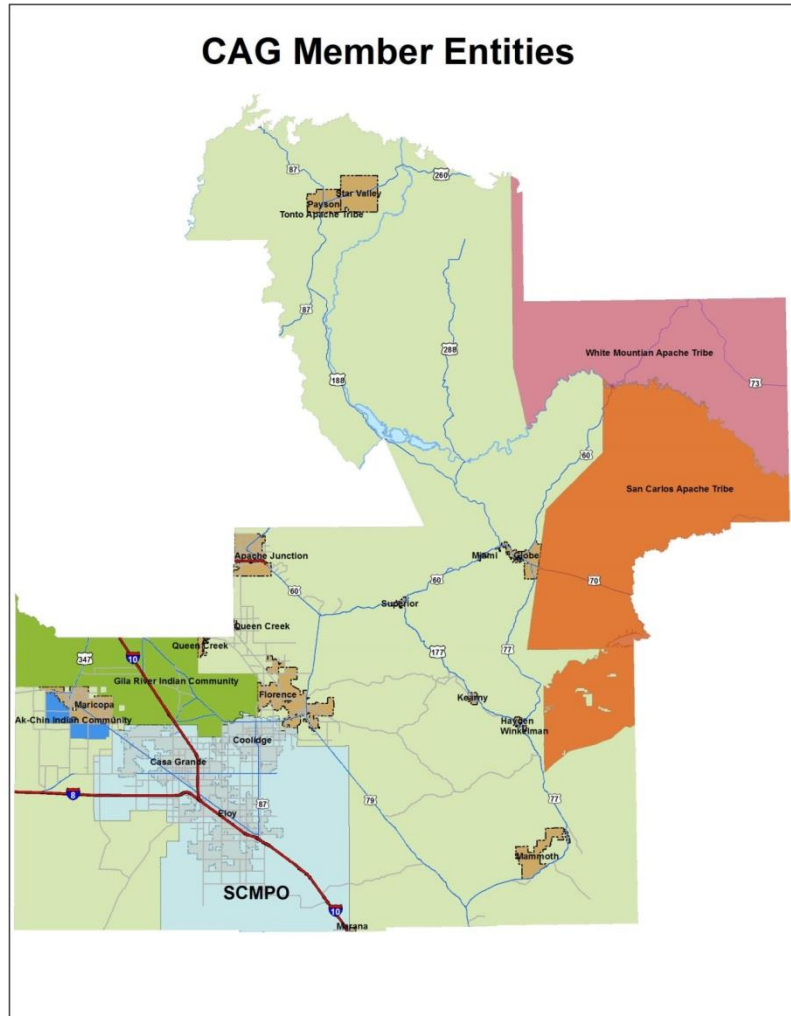 CAG Member Entities
87
260
Star Valley
Payson
Tonto Apache Tribe
87
288
188
White Mountian Apache Tribe
73
60
San Carlos Apache Tribe
Apache Junction
Miami
Globe
60
60
70
Superior
Queen Creek
Queen Creek
177
77
347
10
Gila River Indian Community
Florence
Kearny
Maricopa
Ak-Chin Indian Community
Hayden
Winkelman
Coolidge
Casa Grande
8
87
79
77
Eloy
Mammoth
SCMPO
10
Marana